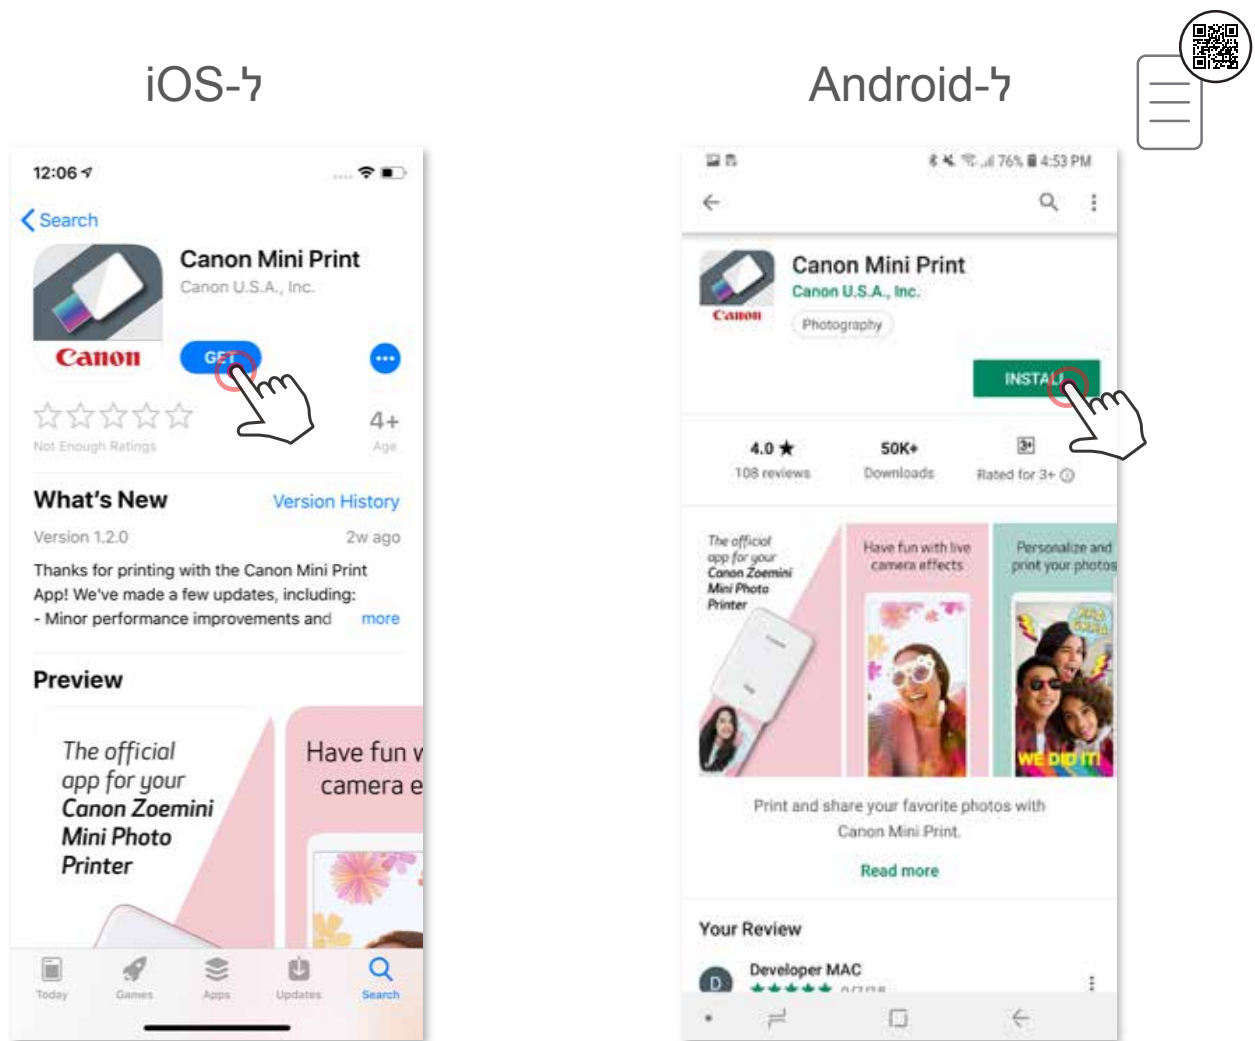 ל-iOS
12:06
Search
Canon Mini Print
Canon U.S.A., Inc.
Canon
GET
4+
Not Enough Ratings
Age
What's New
Version History
Version 1.2.0
2w ago
Thanks for printing with the Canon Mini Print
App! We've made a few updates, including:
- Minor performance improvements and more
Preview
The official
app for your
Canon Zoemini
Mini Photo
Printer
Have fun w
camera e
Today
Games
Apps
Updates
Search
ל-Android
76% 4:53 PM
Canon Mini Print
Canon U.S.A., Inc.
Canon
Photography
INSTALL
4.0 ★
50K+
3+
108 reviews
Downloads
Rated for 3+
The official
app for your
Canon Zoemini
Mini Photo
Printer
Have fun with live
camera effects
Personalize and
print your photos
WE DID IT!
Print and share your favorite photos with
Canon Mini Print.
Read more
Your Review
D
Developer MAC